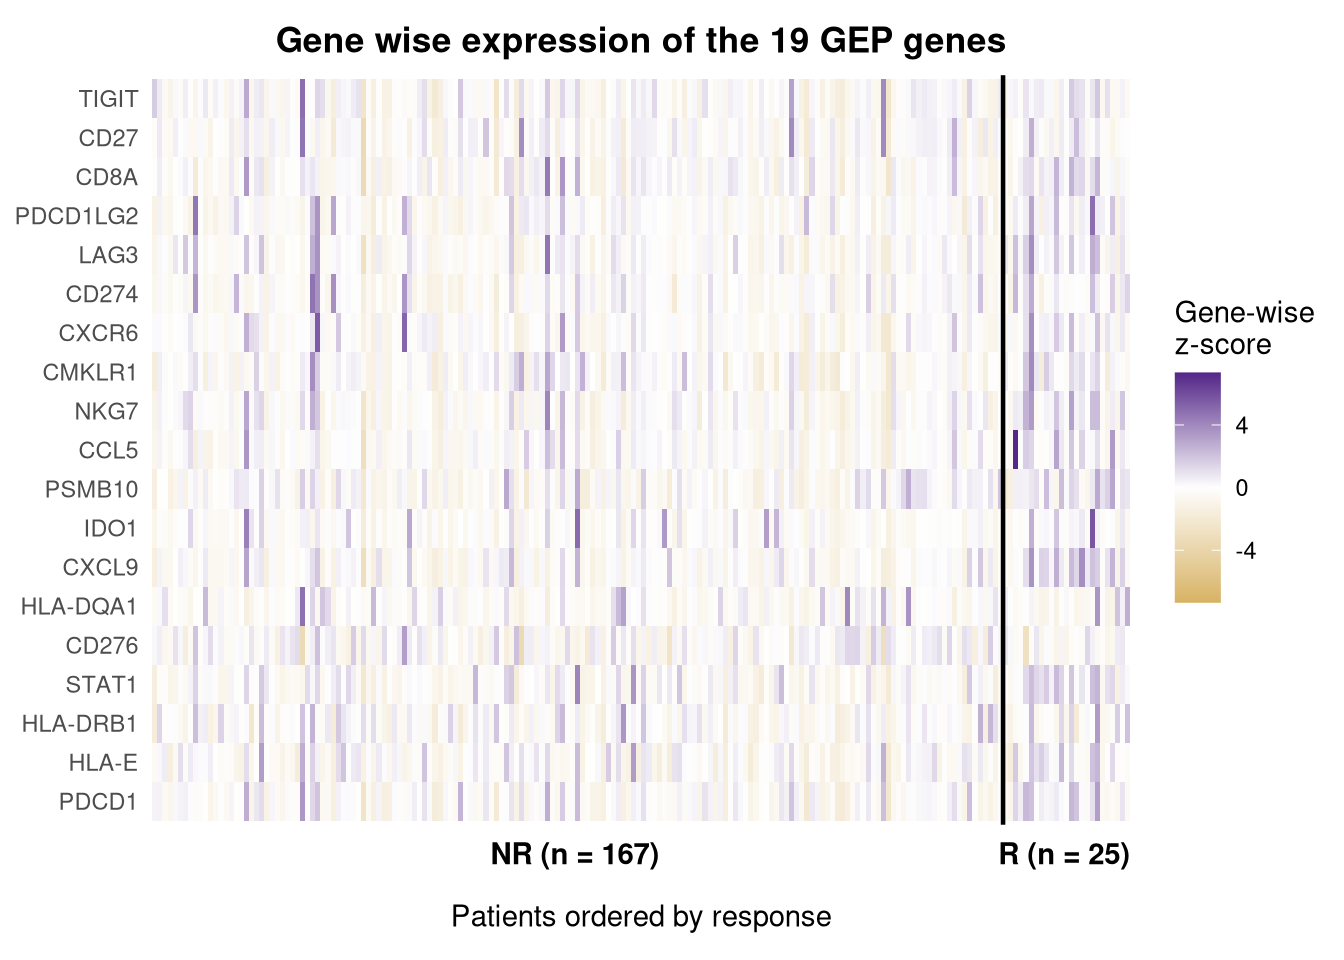 Gene wise expression of the 19 GEP genes
TIGIT
CD27
CD8A
PDCD1LG2
LAG3
CD274
CXCR6
CMKLR1
NKG7
CCL5
PSMB10
IDO1
CXCL9
HLA-DQA1
CD276
STAT1
HLA-DRB1
HLA-E
PDCD1
NR (n = 167)
R (n = 25)
Patients ordered by response
Gene-wise
z-score
4
0
-4